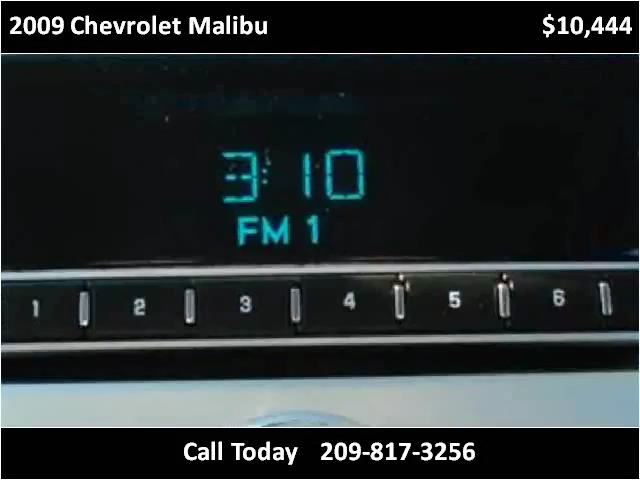 2009 Chevrolet Malibu $10,444
3:10
FM 1
1 2 3 4 5 6
Call Today 209-817-3256